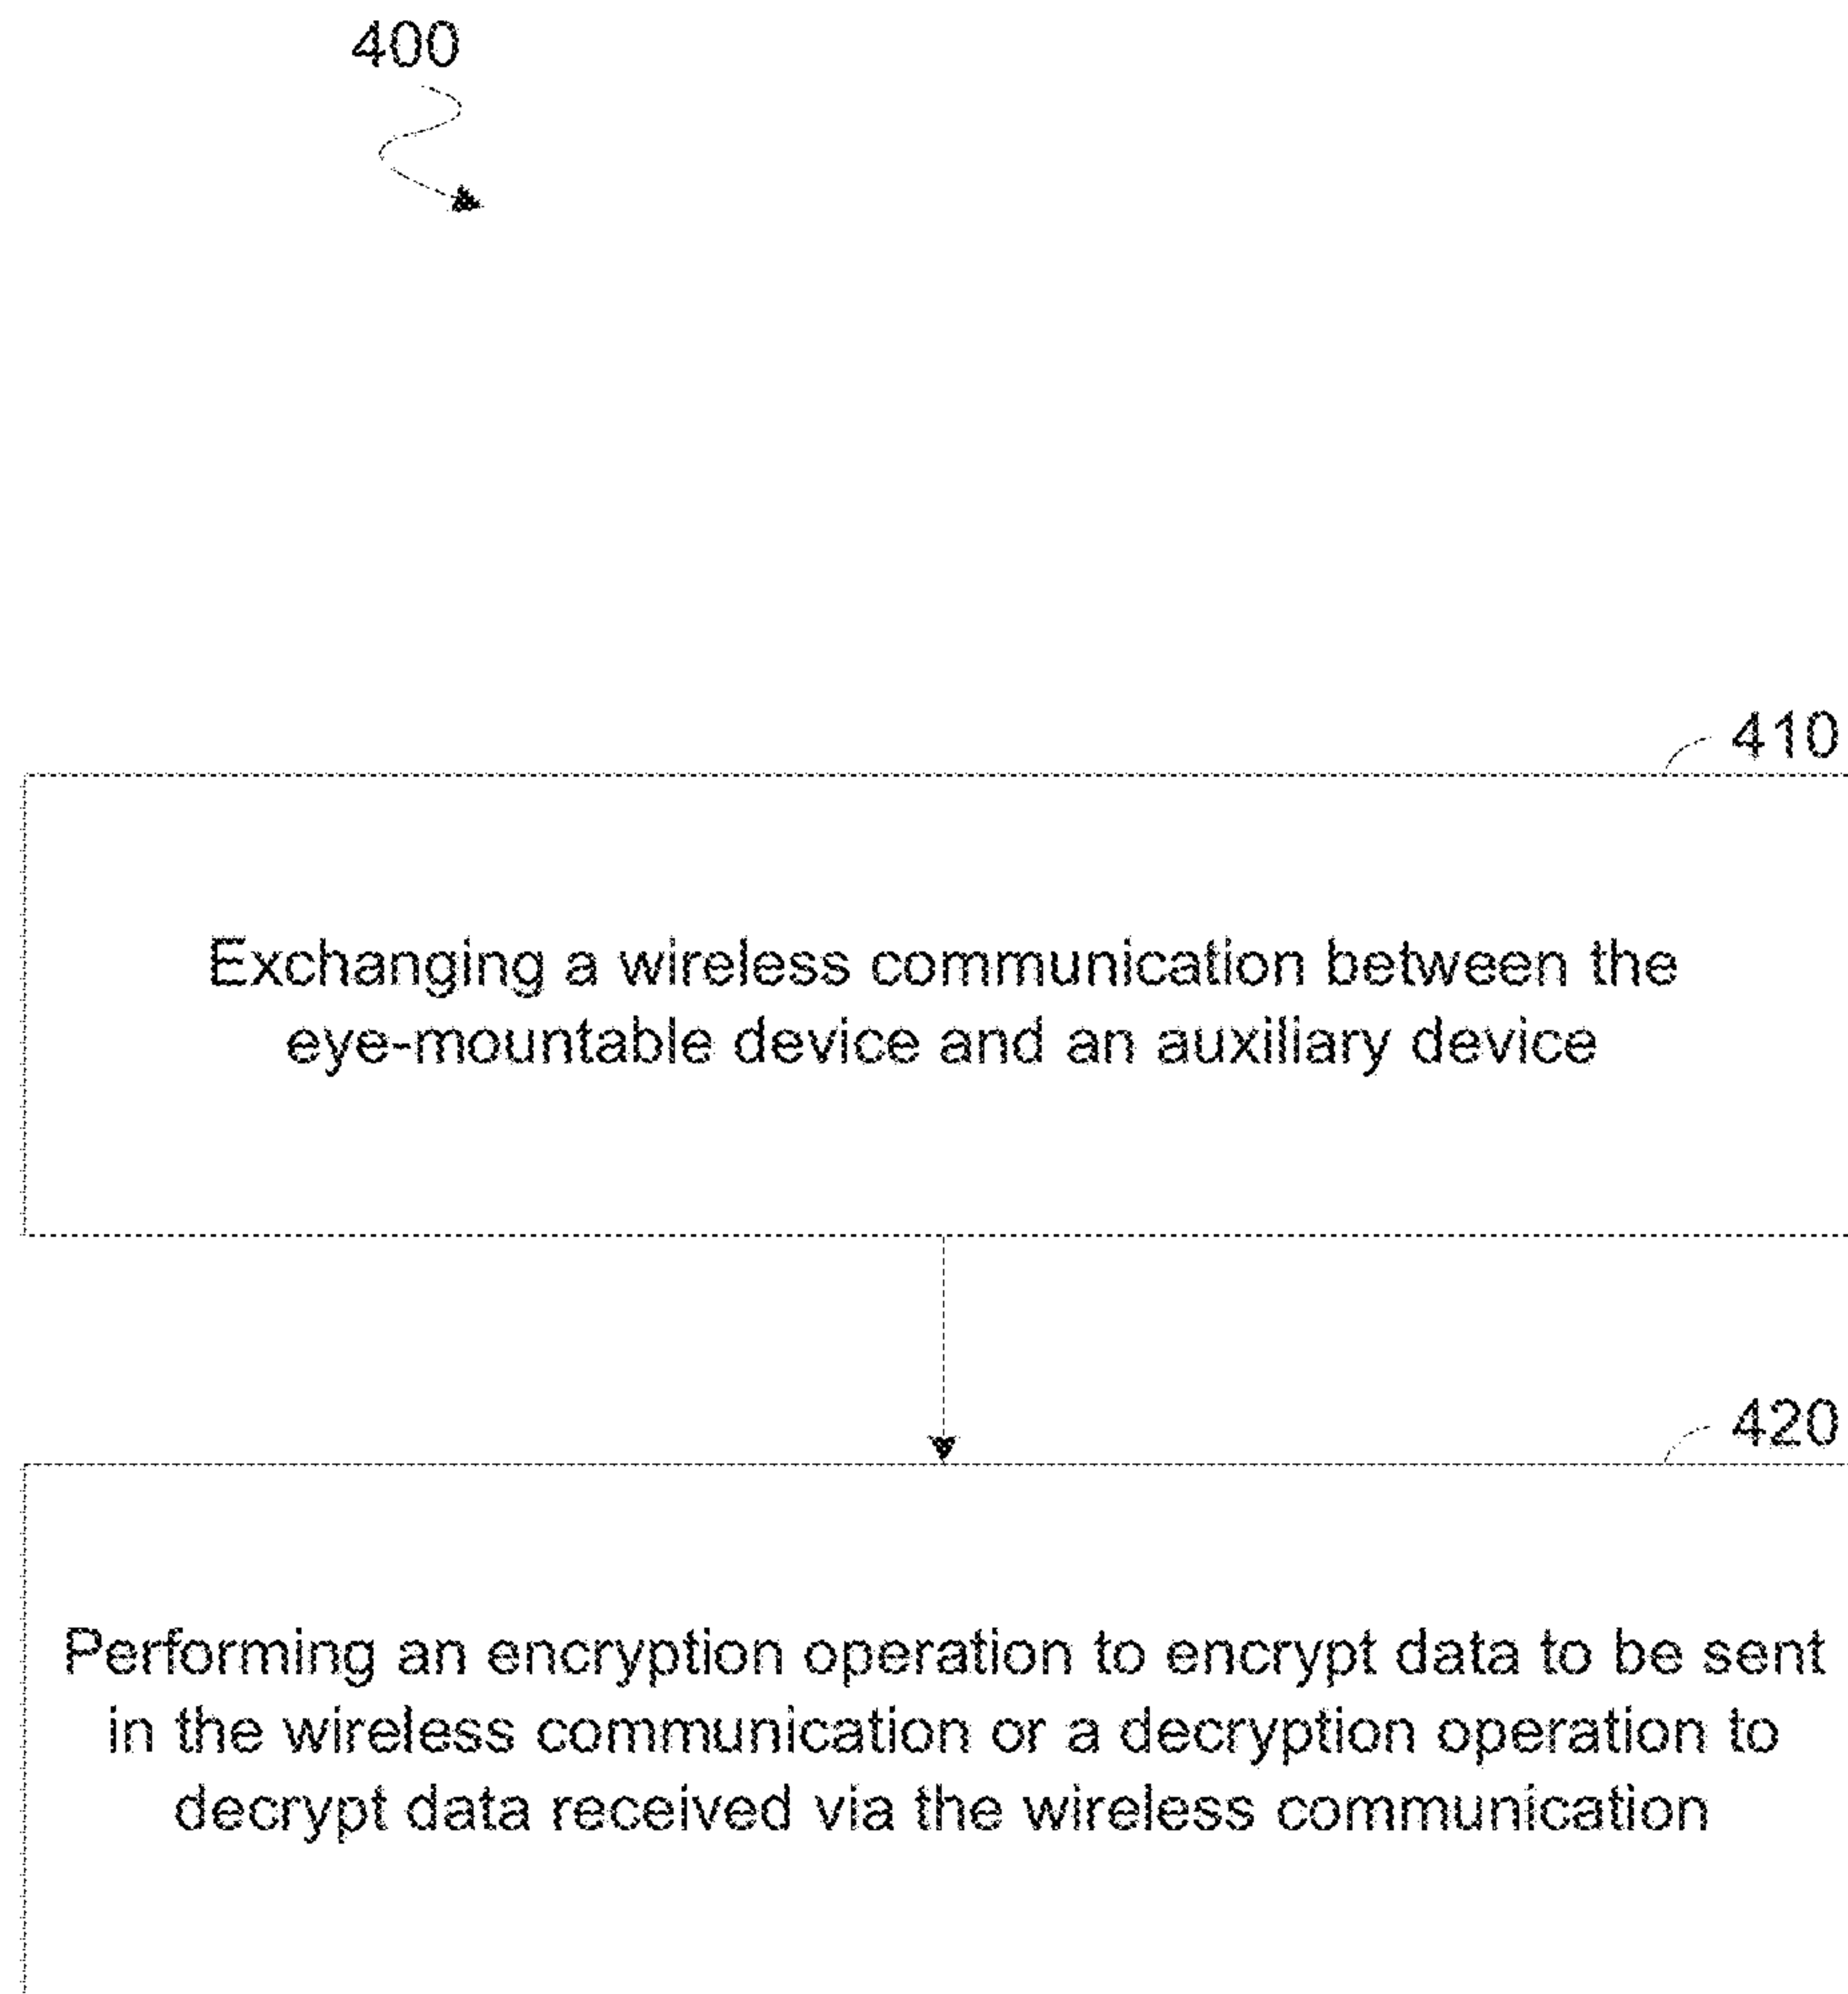 400
410
Exchanging a wireless communication between the
eye-mountable device and an auxiliary device
420
Performing an encryption operation to encrypt data to be sent
in the wireless communication or a decryption operation to
decrypt data received via the wireless communication